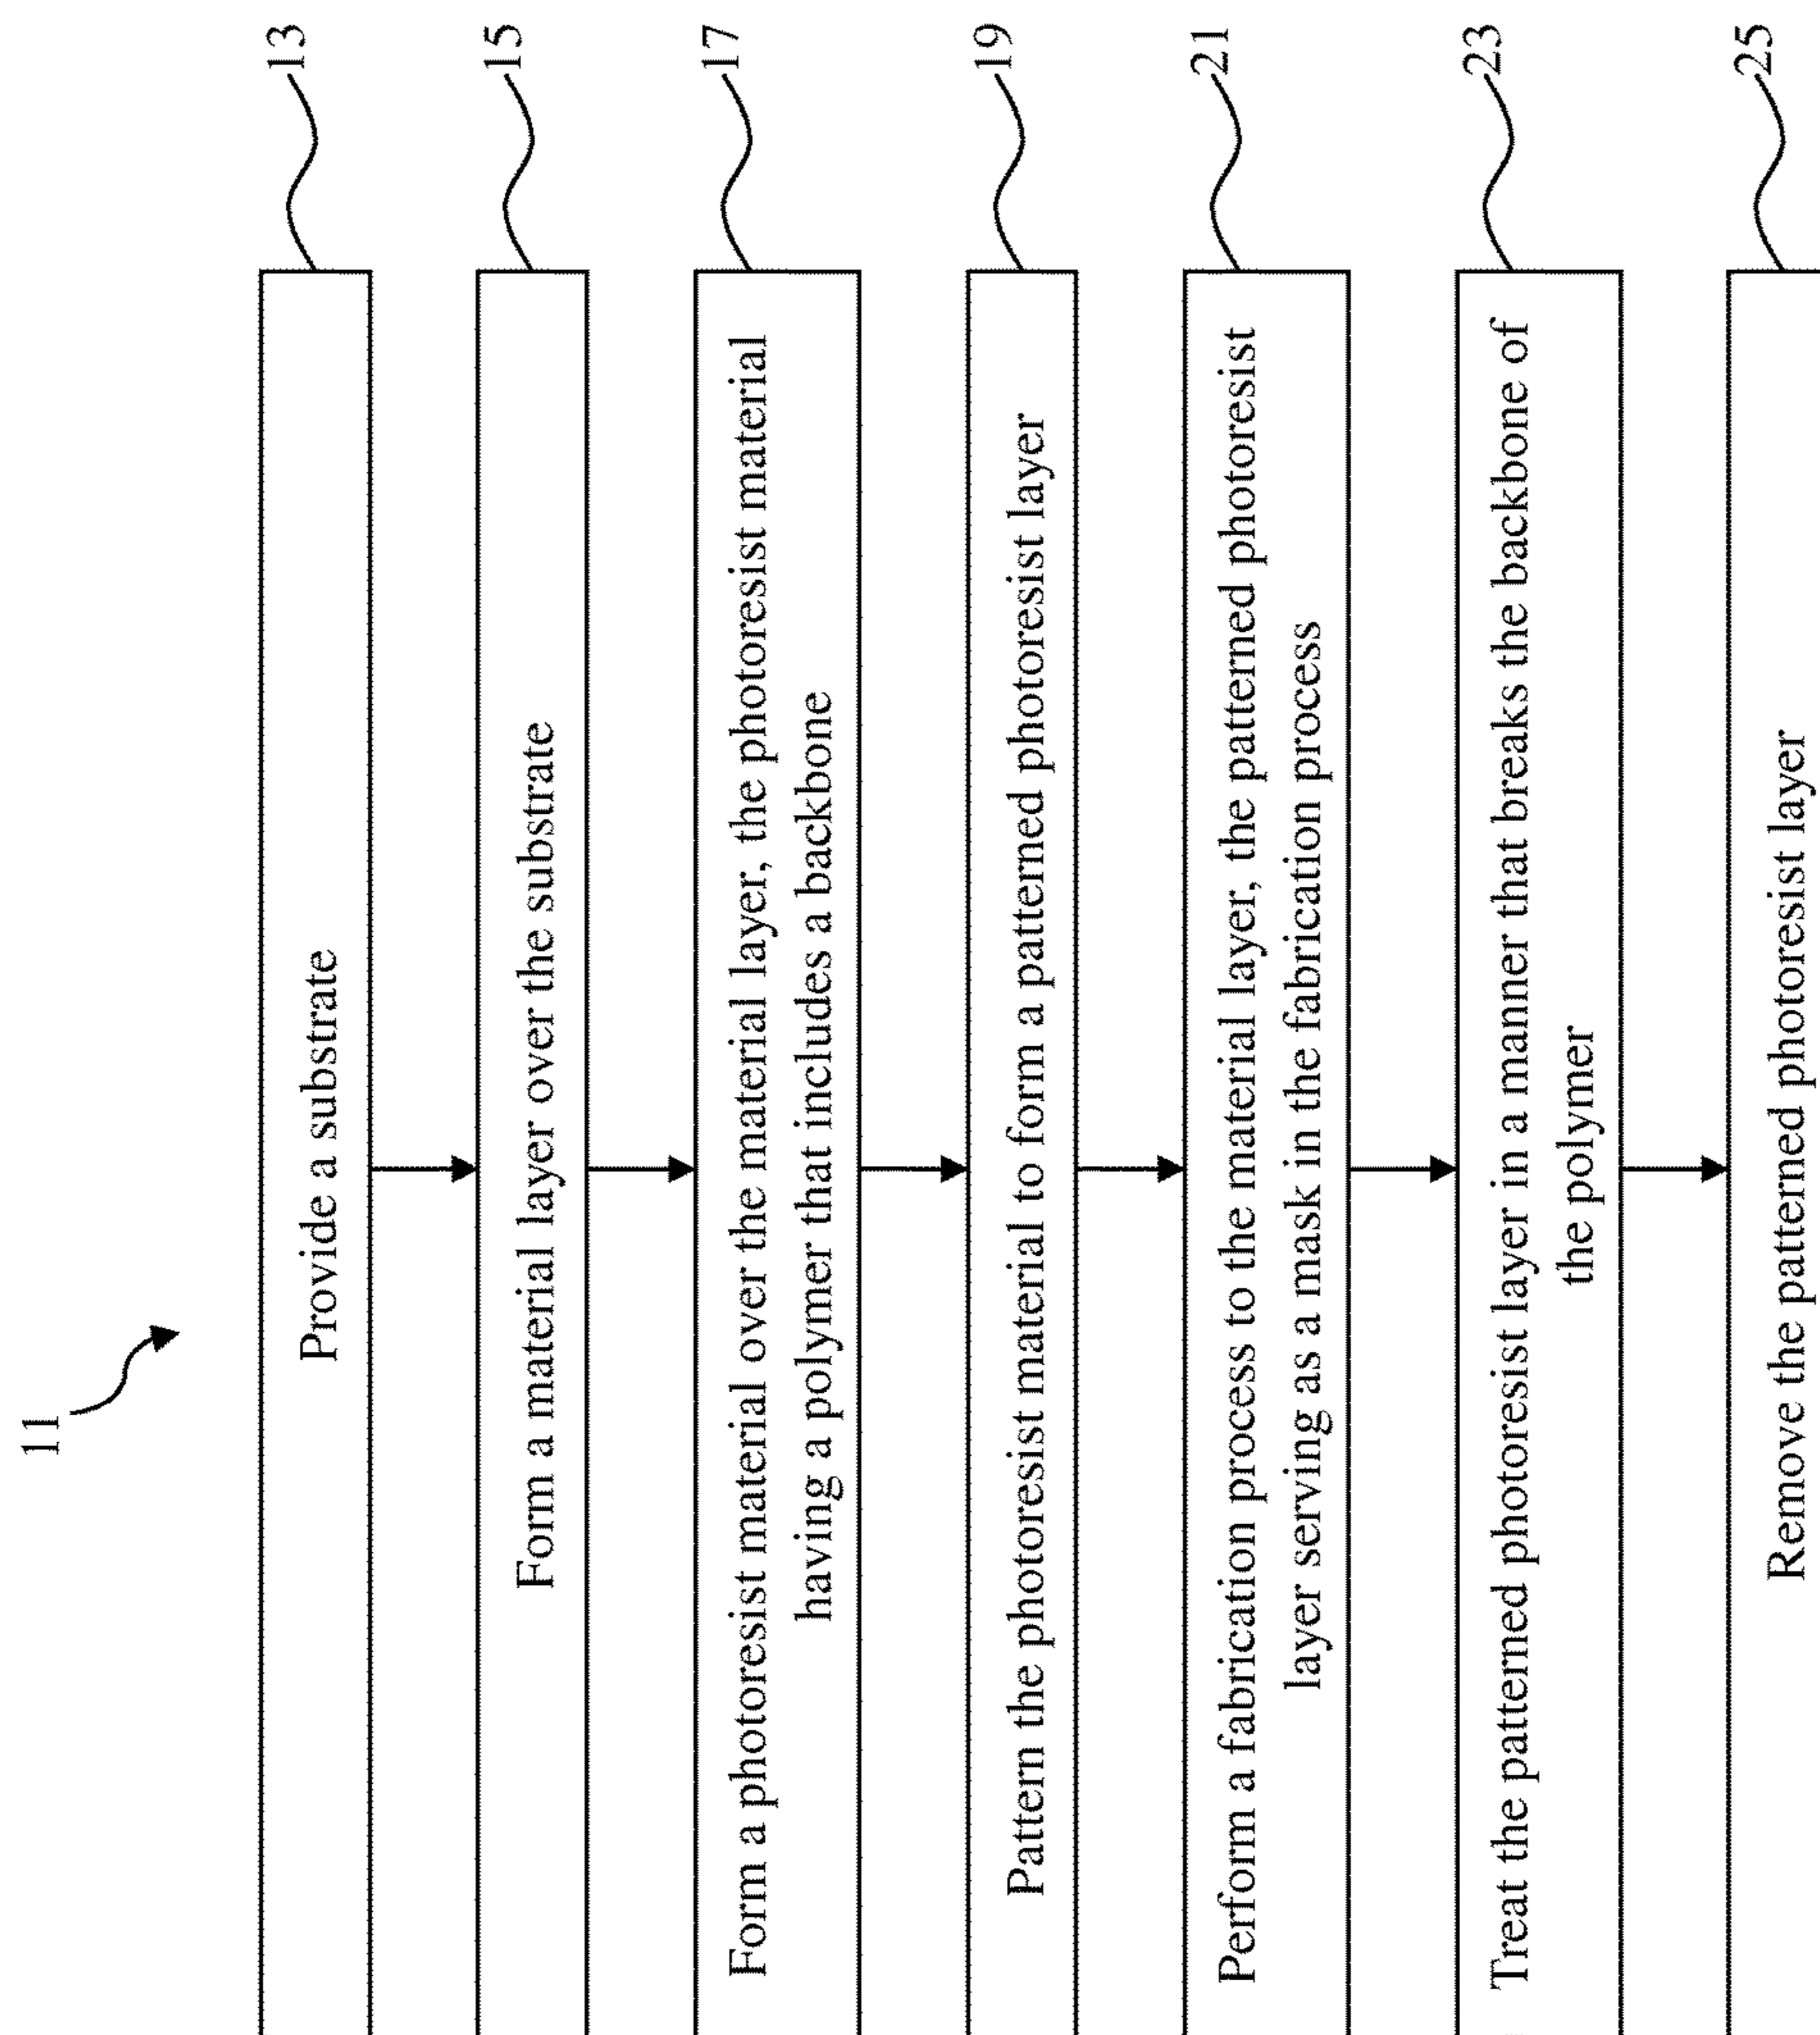 11
Provide a substrate
13
Form a material layer over the substrate
15
Form a photoresist material over the material layer, the photoresist material
having a polymer that includes a backbone
17
Pattern the photoresist material to form a patterned photoresist layer
19
Perform a fabrication process to the material layer, the patterned photoresist
layer serving as a mask in the fabrication process
21
Treat the patterned photoresist layer in a manner that breaks the backbone of
the polymer
23
Remove the patterned photoresist layer
25